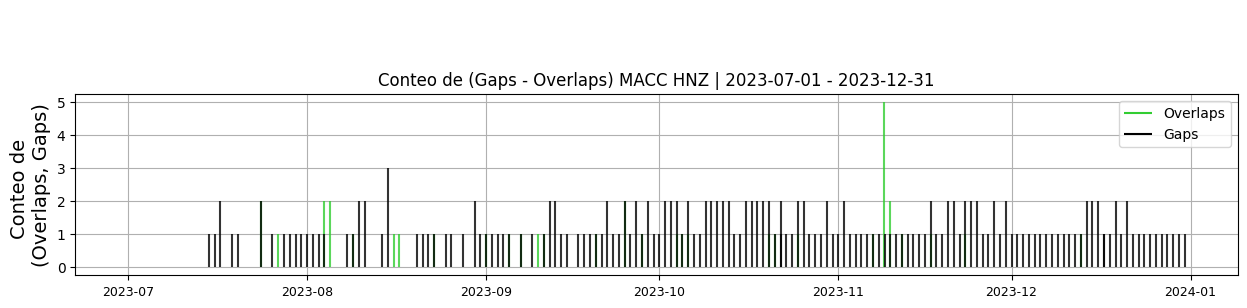 Conteo de (Gaps - Overlaps) MACC HNZ | 2023-07-01 - 2023-12-31
Conteo de
(Overlaps, Gaps)
5
4
3
2
1
0
Overlaps
Gaps
2023-07
2023-08
2023-09
2023-10
2023-11
2023-12
2024-01